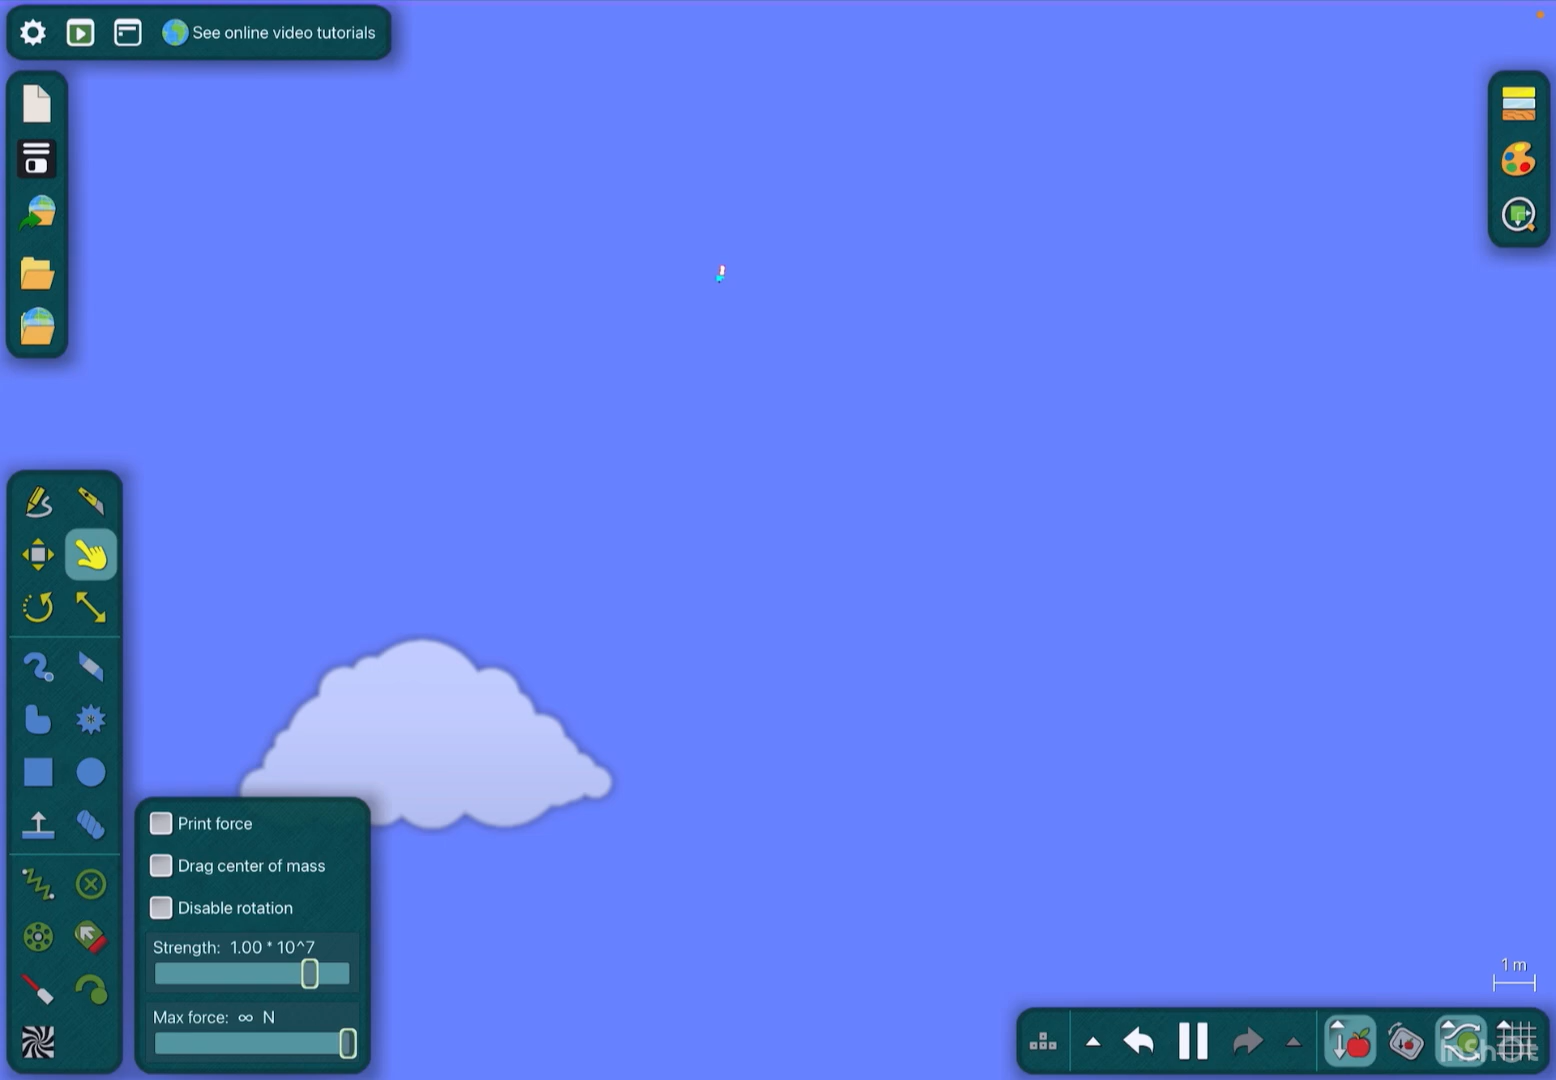 See online video tutorials
Print force
Drag center of mass
Disable rotation
Strength: 1.00 * 10^7
Max force: ∞ N
1 m
InShOt